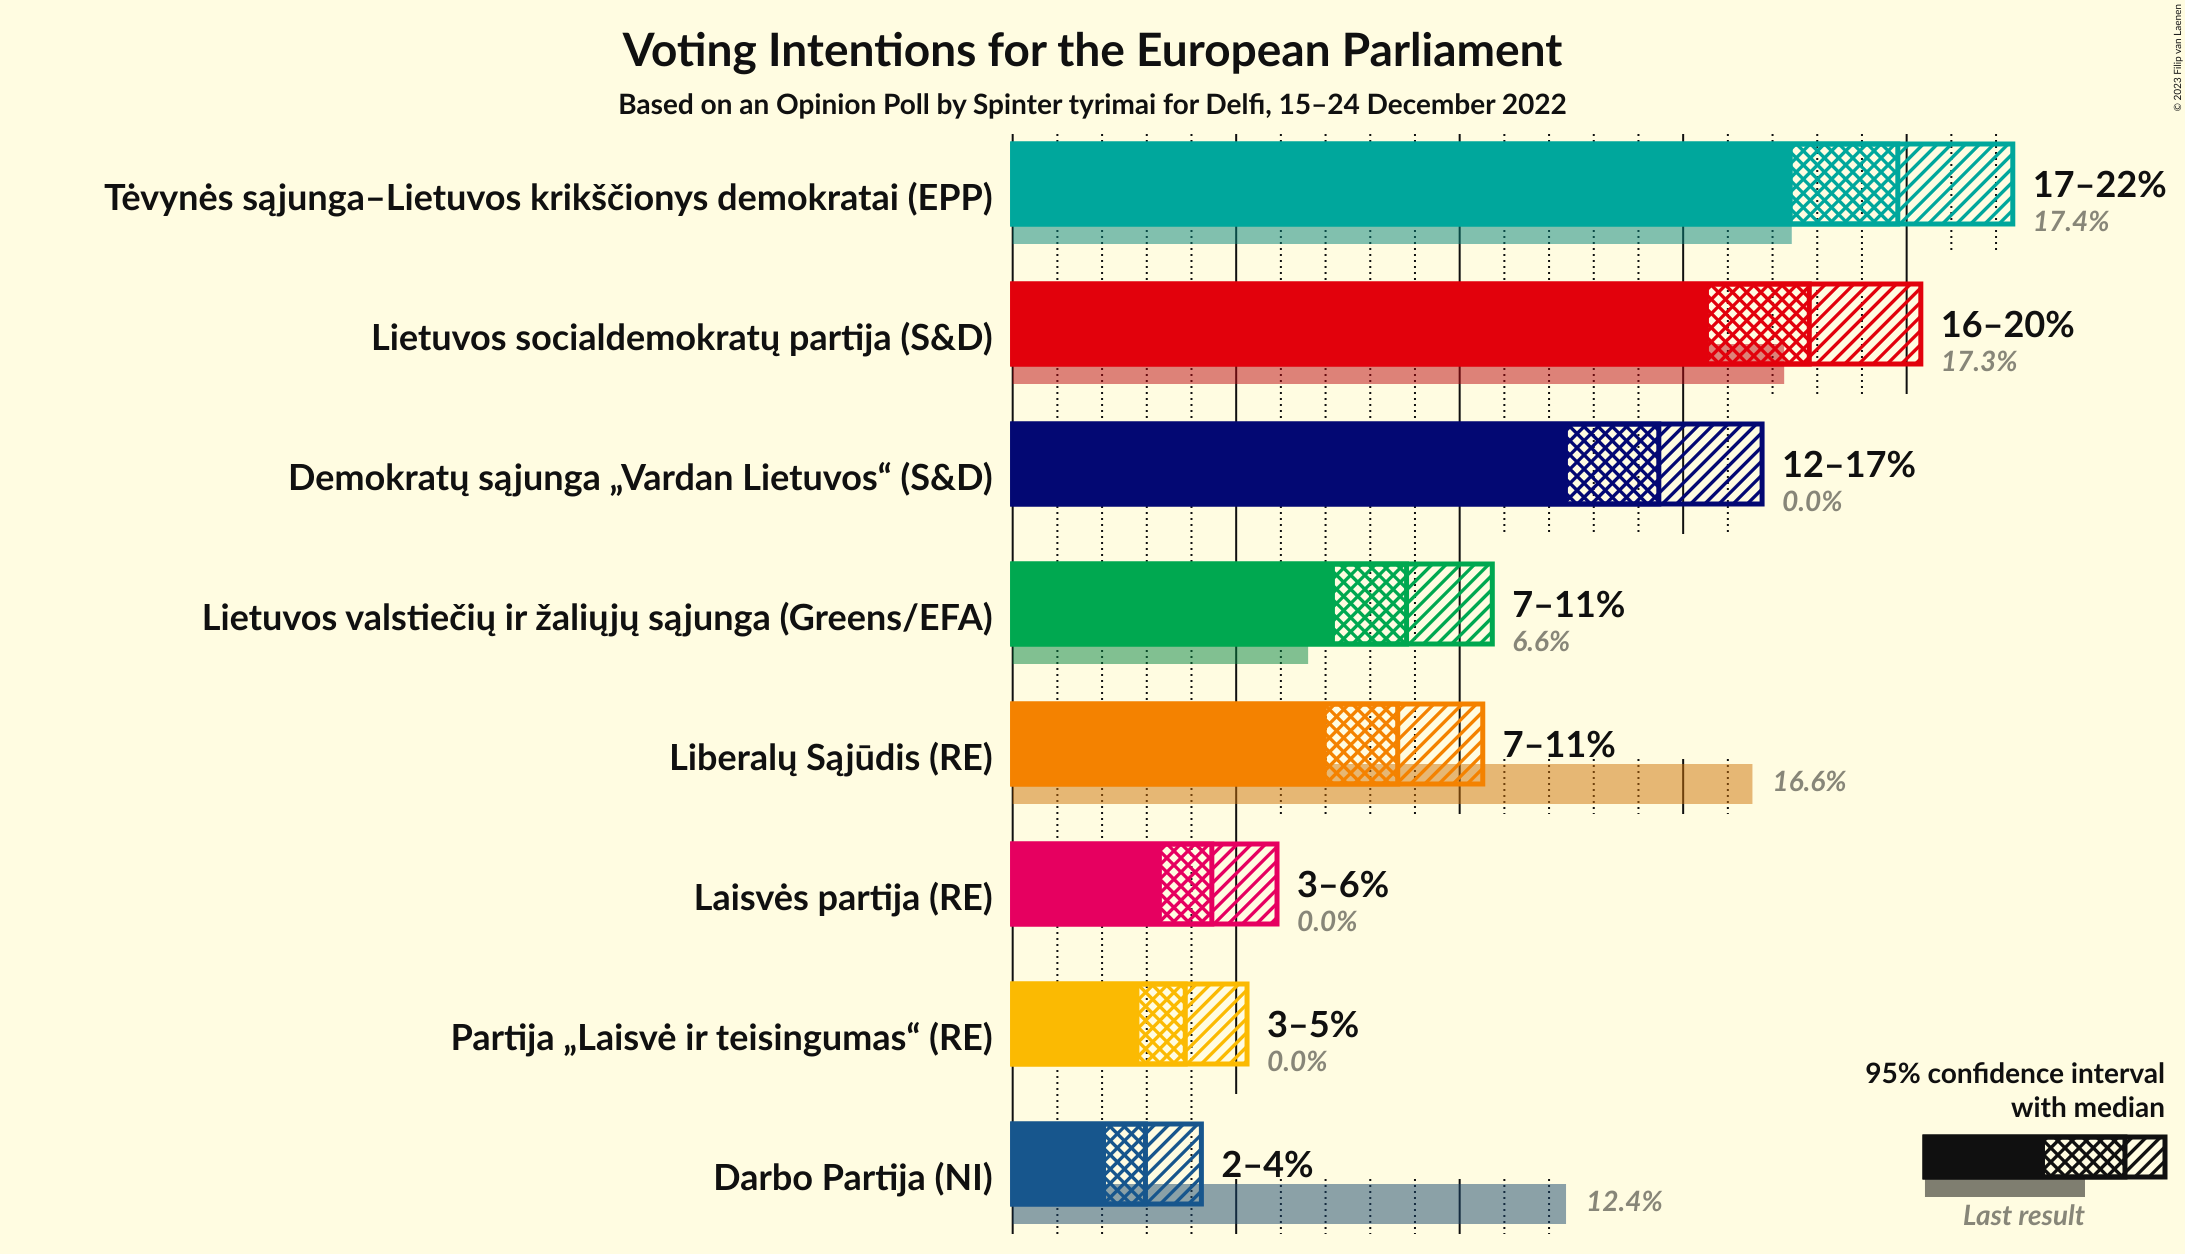 Voting Intentions for the European Parliament
Based on an Opinion Poll by Spinter tyrimai for Delfi, 15–24 December 2022
© 2023 Filip van Laenen
Tėvynės sąjunga–Lietuvos krikščionys demokratai (EPP)
17–22%
17.4%
Lietuvos socialdemokratų partija (S&D)
16–20%
17.3%
Demokratų sąjunga „Vardan Lietuvos“ (S&D)
12–17%
0.0%
Lietuvos valstiečių ir žaliųjų sąjunga (Greens/EFA)
7–11%
6.6%
Liberalų Sąjūdis (RE)
7–11%
16.6%
Laisvės partija (RE)
3–6%
0.0%
Partija „Laisvė ir teisingumas“ (RE)
3–5%
0.0%
Darbo Partija (NI)
2–4%
12.4%
95% confidence interval
with median
Last result